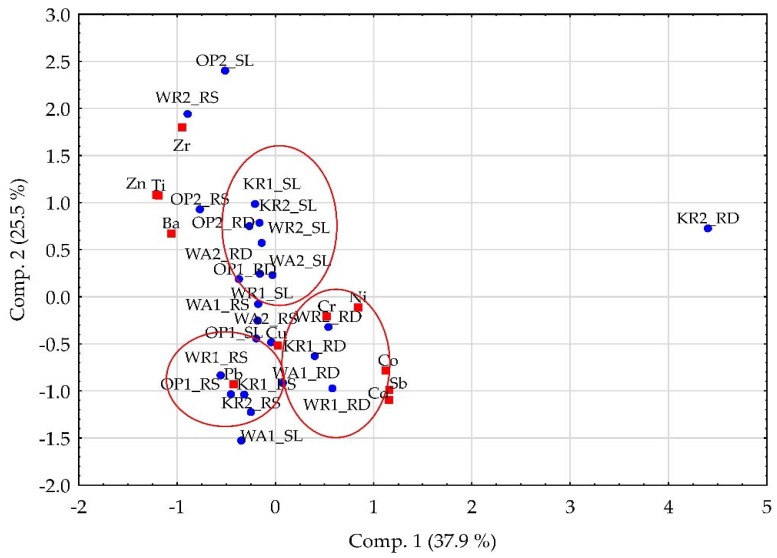 3.0
OP2_SL
2.5
WR2_RS
2.0
Zr
1.5
Zn Ti
KR1_SL
1.0
OP2_RS
KR2_SL
KR2_RD
Ba
OP2_RD
WR2_SL
0.5
WA2_RD
WA2_SL
OP1_RD
0.0
WR1_SL
WA1_RS
Cr
Ni
WA2_RS
WR2_RD
OP1_SL
Cu
-0.5
KR1_RD
WR1_RS
Co
Pb
WA1_RD
OP1_RS
KR1_RS
Sb
-1.0
Cd
KR2_RS
WR1_RD
WA1_SL
-1.5
-2.0
-2 -1 0 1 2 3 4 5
Comp. 1 (37.9 %)
Comp. 2 (25.5 %)